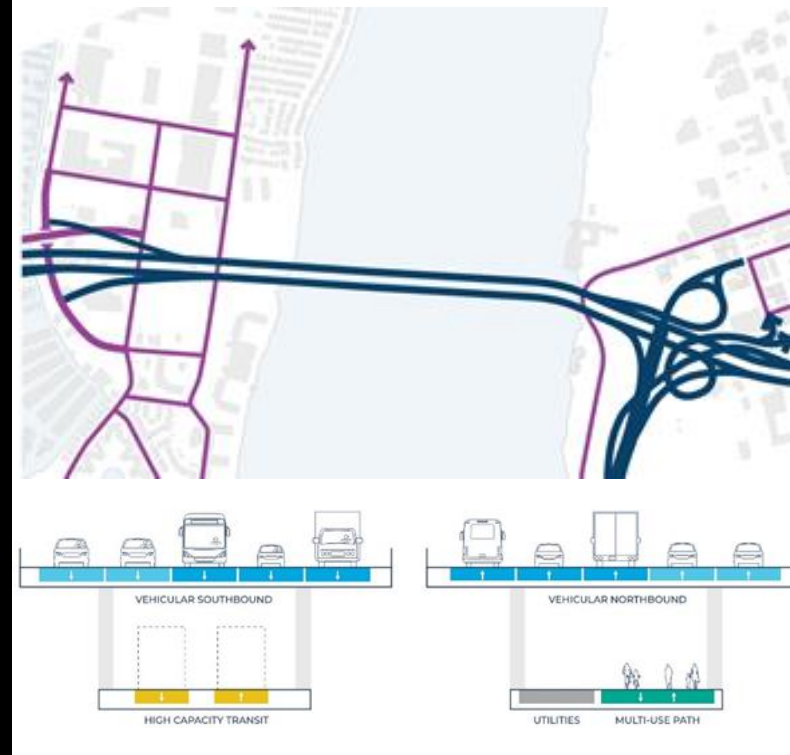 VEHICULAR SOUTHBOUND
VEHICULAR NORTHBOUND
HIGH CAPACITY TRANSIT
UTILITIES
MULTI-USE PATH